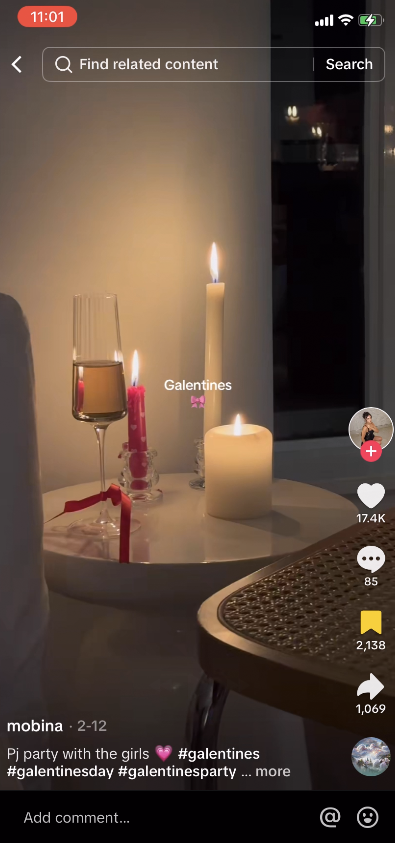 11:01
Find related content
Search
Galentines
🎀
17.4K
85
2,138
1,069
mobina · 2-12
Pj party with the girls 💗 #galentines
#galentinesday #galentinesparty ... more
Add comment...
@